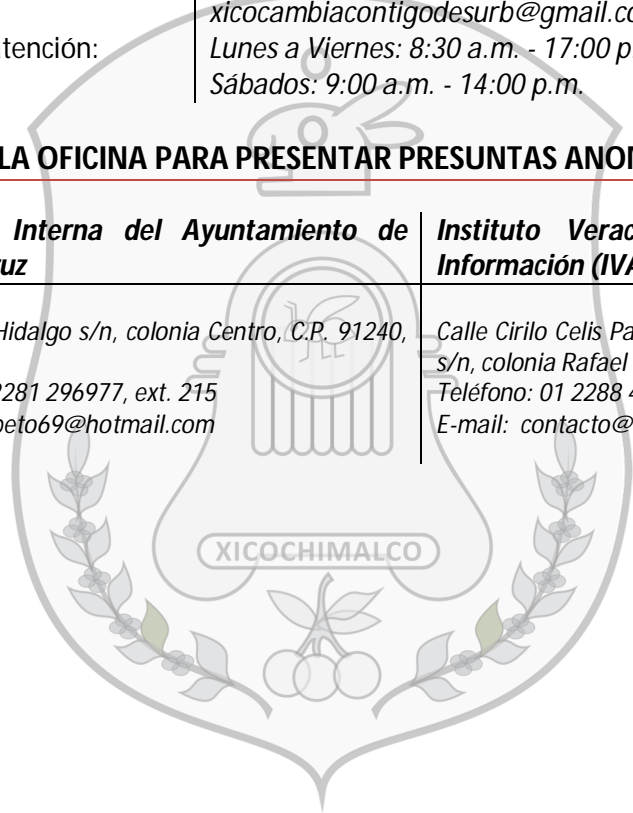 xicocambiacontigodesurb@gmail.co
tención:
Lunes a Viernes: 8:30 a.m. - 17:00 p.
Sábados: 9:00 a.m. - 14:00 p.m.
LA OFICINA PARA PRESENTAR PRESUNTAS ANO
Interna del Ayuntamiento de
uz
Hidalgo s/n, colonia Centro, C.P. 91240,
2281 296977, ext. 215
beto69@hotmail.com
Instituto Verac
Información (IVA
Calle Cirilo Celis Pa
s/n, colonia Rafael
Teléfono: 01 2288 4
E-mail: contacto@
XICOCHIMALCO